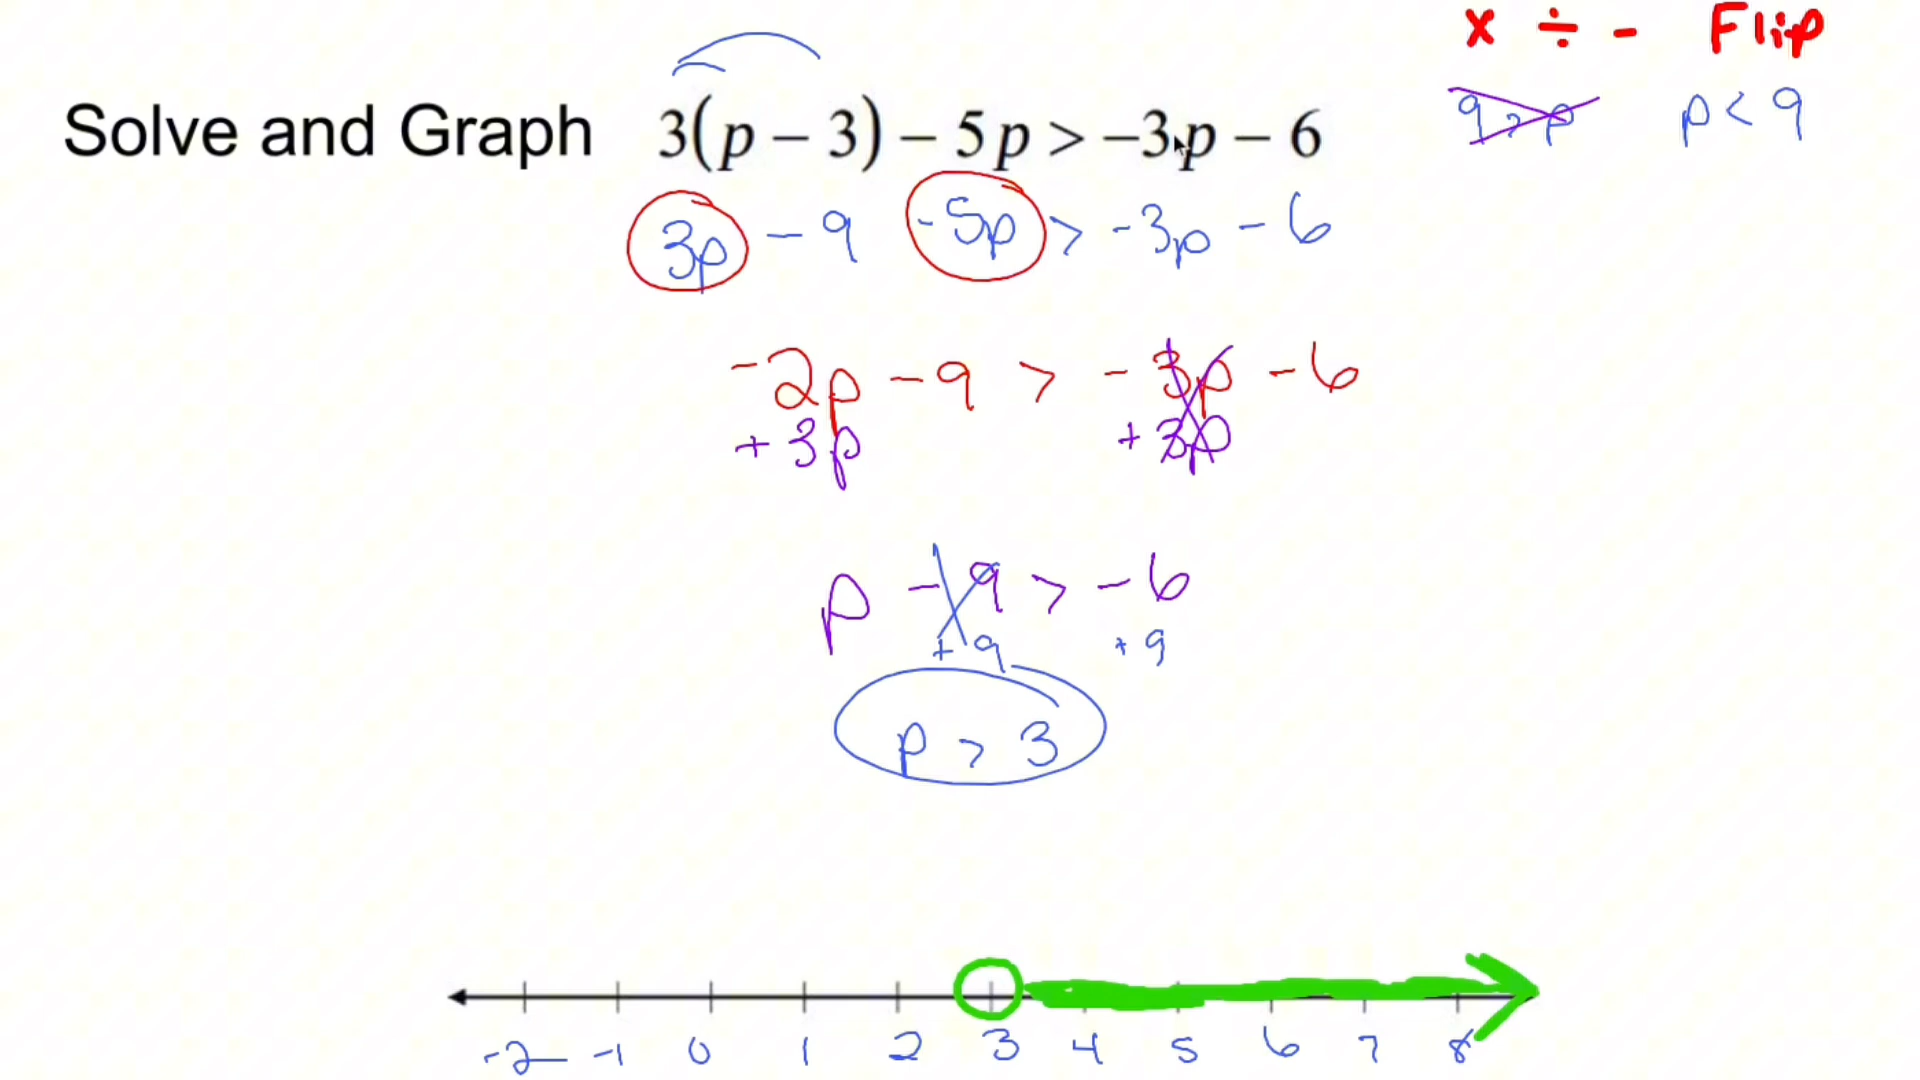 x ÷ - Flip
9 > p p < 9
Solve and Graph 3(p − 3) − 5p > −3p − 6
3p - 9 -5p > -3p - 6
-2p - 9 > - 3p - 6
+ 3p + 3p
p - 9 > - 6
+ 9 + 9
p > 3
-2 -1 0 1 2 3 4 5 6 7 8